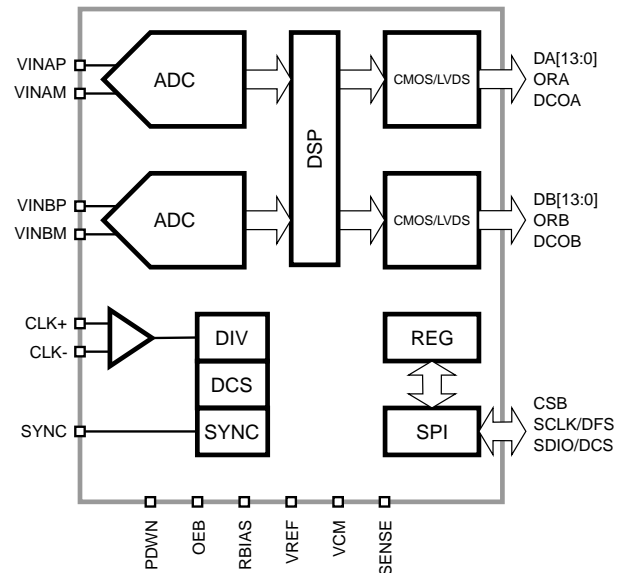 VINAP
VINAM
ADC
DSP
CMOS/LVDS
DA[13:0]
ORA
DCOA
VINBP
VINBM
ADC
CMOS/LVDS
DB[13:0]
ORB
DCOB
CLK+
CLK-
DIV
DCS
SYNC
SYNC
REG
SPI
CSB
SCLK/DFS
SDIO/DCS
PDWN
OEB
RBIAS
VREF
VCM
SENSE